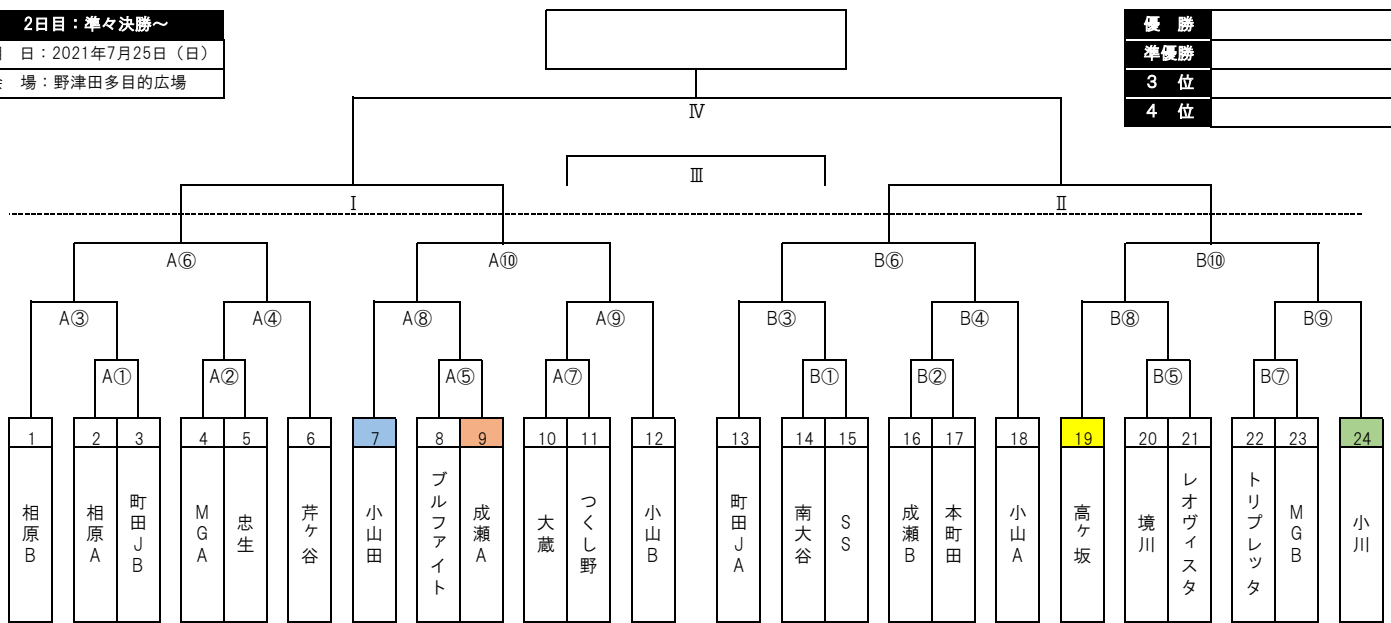 2日目：準々決勝～
日：2021年7月25日（日）
場：野津田多目的広場
優 勝
準優勝
3 位
4 位
Ⅳ
Ⅲ
Ⅰ Ⅱ
A⑥ A⑩ B⑥ B⑩
A③ A④ A⑧ A⑨ B③ B④ B⑧ B⑨
A① A② A⑤ A⑦ B① B② B⑤ B⑦
1 2 3 4 5 6 7 8 9 10 11 12 13 14 15 16 17 18 19 20 21 22 23 24
相原B
相原A
町田JB
MGA
忠生
芹ケ谷
小山田
ブルファイト
成瀬A
大蔵
つくし野
小山B
町田JA
南大谷
SS
成瀬B
本町田
小山A
高ケ坂
境川
レオヴィスタ
トリプレッタ
MGB
小川